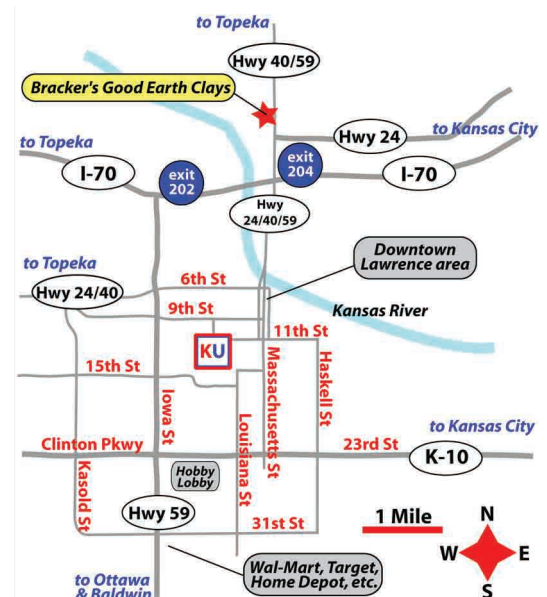 to Topeka
Hwy 40/59
Bracker's Good Earth Clays
Hwy 24
to Kansas City
to Topeka
I-70
exit
202
exit
204
I-70
Hwy
24/40/59
Downtown
Lawrence area
to Topeka
Hwy 24/40
6th St
9th St
Kansas River
KU
11th St
15th St
Iowa St
Louisiana St
Massachusetts St
Haskell St
to Kansas City
Clinton Pkwy
23rd St
K-10
Kasold St
Hobby
Lobby
Hwy 59
31st St
1 Mile
N
W
E
S
Wal-Mart, Target,
Home Depot, etc.
to Ottawa
& Baldwin